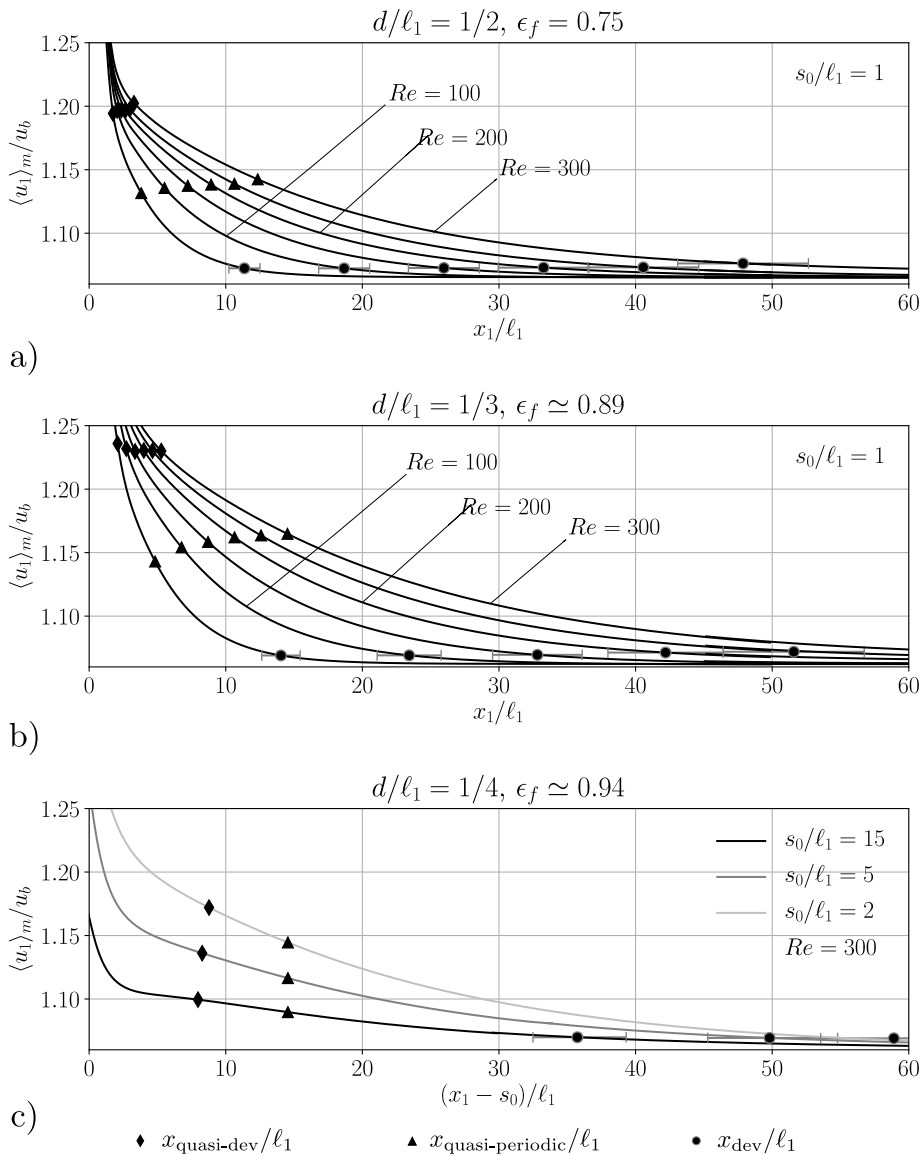 d/ℓ₁ = 1/2, ϵ_f = 0.75
1.25
1.20
1.15
1.10
⟨u₁⟩ₘ/u_b
s₀/ℓ₁ = 1
Re = 100
Re = 200
Re = 300
0 10 20 30 40 50 60
x₁/ℓ₁
a)
d/ℓ₁ = 1/3, ϵ_f ≃ 0.89
1.25
1.20
1.15
1.10
⟨u₁⟩ₘ/u_b
s₀/ℓ₁ = 1
Re = 100
Re = 200
Re = 300
0 10 20 30 40 50 60
x₁/ℓ₁
b)
d/ℓ₁ = 1/4, ϵ_f ≃ 0.94
1.25
1.20
1.15
1.10
⟨u₁⟩ₘ/u_b
s₀/ℓ₁ = 15
s₀/ℓ₁ = 5
s₀/ℓ₁ = 2
Re = 300
0 10 20 30 40 50 60
(x₁ − s₀)/ℓ₁
c)
♦ x_quasi-dev/ℓ₁ ▲ x_quasi-periodic/ℓ₁ ● x_dev/ℓ₁